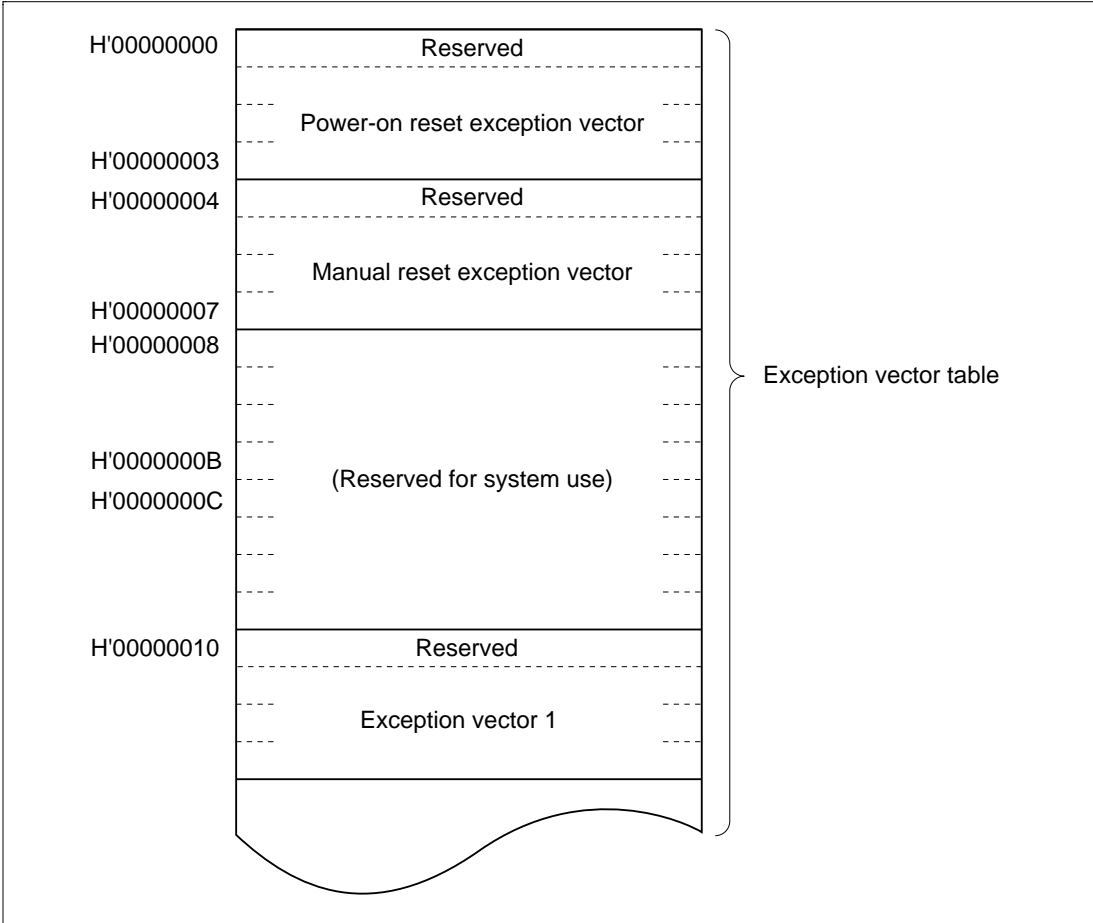 H'00000000
Reserved
Power-on reset exception vector
H'00000003
H'00000004
Reserved
Manual reset exception vector
H'00000007
H'00000008
Exception vector table
H'0000000B
(Reserved for system use)
H'0000000C
H'00000010
Reserved
Exception vector 1